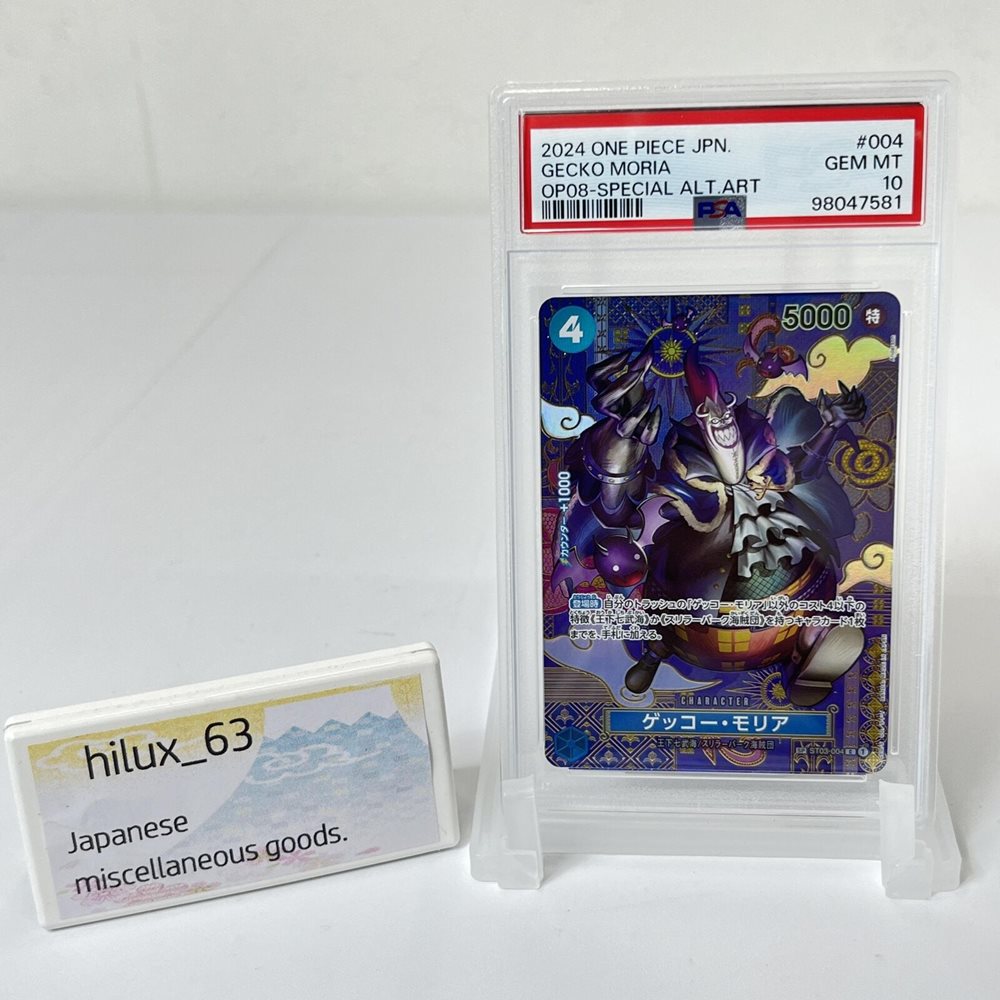 2024 ONE PIECE JPN.
#004
GECKO MORIA
GEM MT
OP08-SPECIAL ALT.ART
10
PSA
98047581
4
5000
特
カウンター+1000
登場時 自分のトラッシュの「ゲッコー・モリア」以外のコスト4以下の
特徴《王下七武海》か《スリラーバーク海賊団》を持つキャラカード1枚
までを、手札に加える。
CHARACTER
ゲッコー・モリア
王下七武海/スリラーバーク海賊団
SP ST03-004 C 1
hilux_63
Japanese
miscellaneous goods.